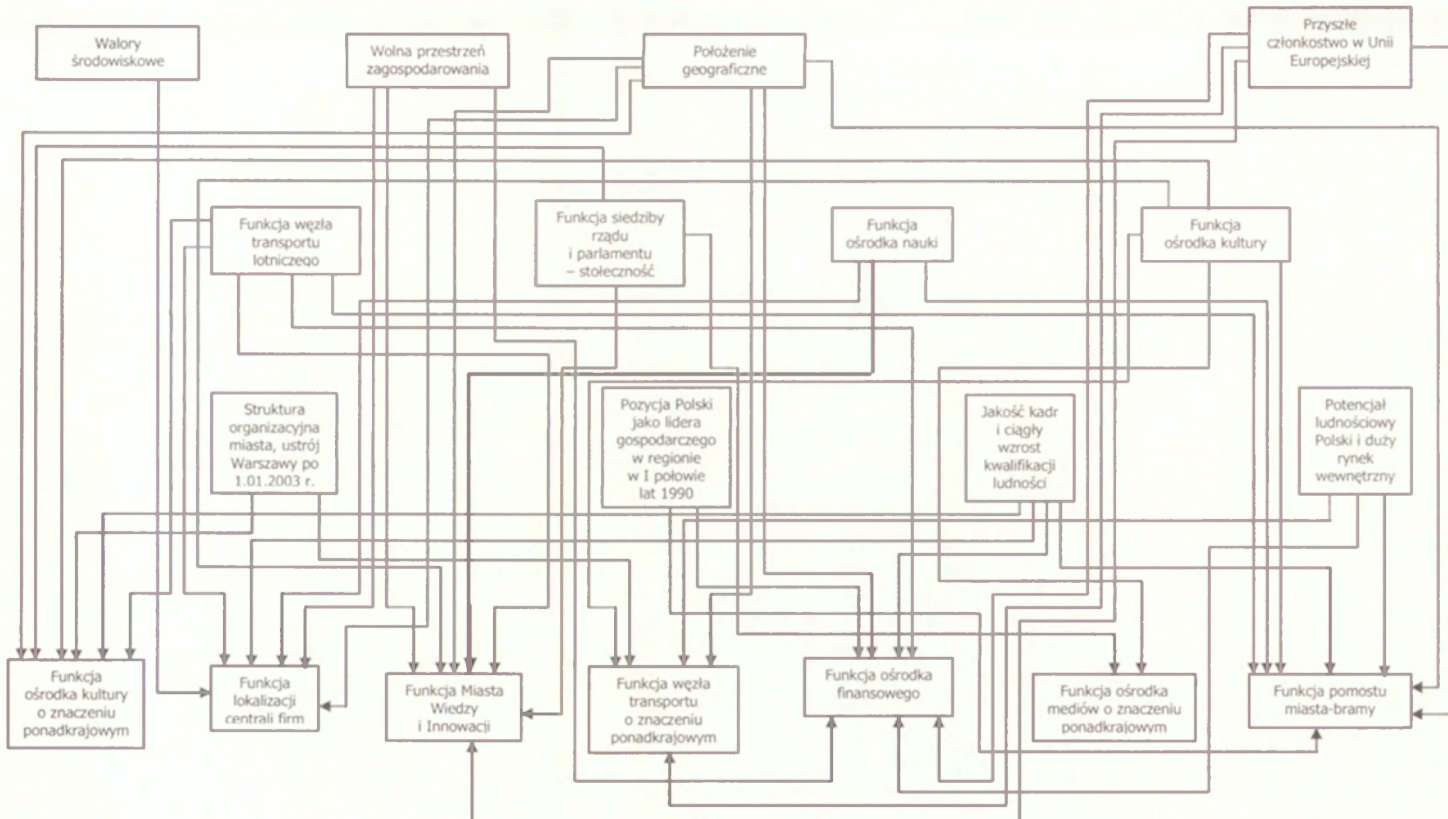 Walory
środowiskowe
Wolna przestrzeń
zagospodarowania
Położenie
geograficzne
Przyszłe
członkostwo w Unii
Europejskiej
Funkcja węzła
transportu
lotniczego
Funkcja siedziby
rządu
i parlamentu
– stołeczność
Funkcja
ośrodka nauki
Funkcja
ośrodka kultury
Struktura
organizacyjna
miasta, ustrój
Warszawy po
1.01.2003 r.
Pozycja Polski
jako lidera
gospodarczego
w regionie
w I połowie
lat 1990
Jakość kadr
i ciągły
wzrost
kwalifikacji
ludności
Potencjał
ludnościowy
Polski i duży
rynek
wewnętrzny
Funkcja
ośrodka kultury
o znaczeniu
ponadkrajowym
Funkcja
lokalizacji
centrali firm
Funkcja Miasta
Wiedzy
i Innowacji
Funkcja węzła
transportu
o znaczeniu
ponadkrajowym
Funkcja ośrodka
finansowego
Funkcja ośrodka
mediów o znaczeniu
ponadkrajowym
Funkcja pomostu
miasta-bramy